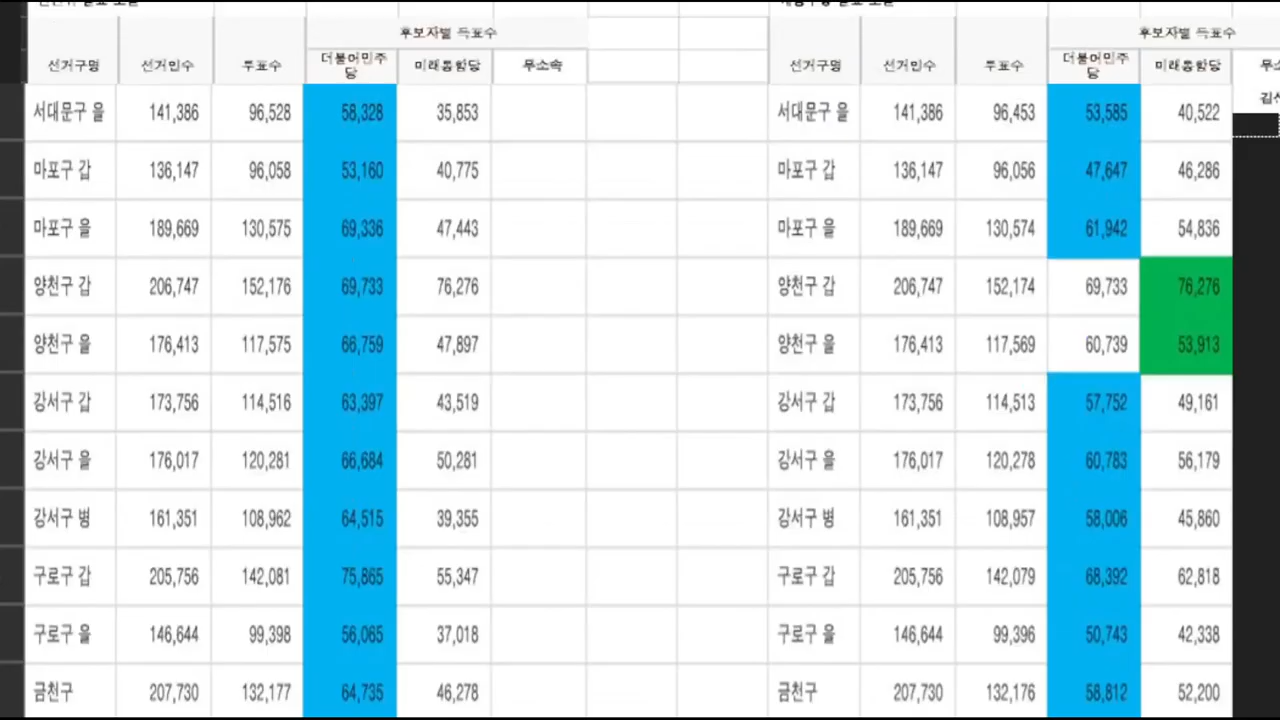 후보자별 득표수 후보자별 득표수
선거구명 선거민수 투표수 더불어민주당 미래통합당 무소속 선거구명 선거민수 투표수 더불어민주당 미래통합당
서대문구 을 141,386 96,528 58,328 35,853 서대문구 을 141,386 96,453 53,585 40,522
마포구 갑 136,147 96,058 53,160 40,775 마포구 갑 136,147 96,056 47,647 46,286
마포구 을 189,669 130,575 69,336 47,443 마포구 을 189,669 130,574 61,942 54,836
양천구 갑 206,747 152,176 69,733 76,276 양천구 갑 206,747 152,174 69,733 76,276
양천구 을 176,413 117,575 66,759 47,897 양천구 을 176,413 117,569 60,739 53,913
강서구 갑 173,756 114,516 63,397 43,519 강서구 갑 173,756 114,513 57,752 49,161
강서구 을 176,017 120,281 66,684 50,281 강서구 을 176,017 120,278 60,783 56,179
강서구 병 161,351 108,962 64,515 39,355 강서구 병 161,351 108,957 58,006 45,860
구로구 갑 205,756 142,081 75,865 55,347 구로구 갑 205,756 142,079 68,392 62,818
구로구 을 146,644 99,398 56,065 37,018 구로구 을 146,644 99,396 50,743 42,338
금천구 207,730 132,177 64,735 46,278 금천구 207,730 132,176 58,812 52,200